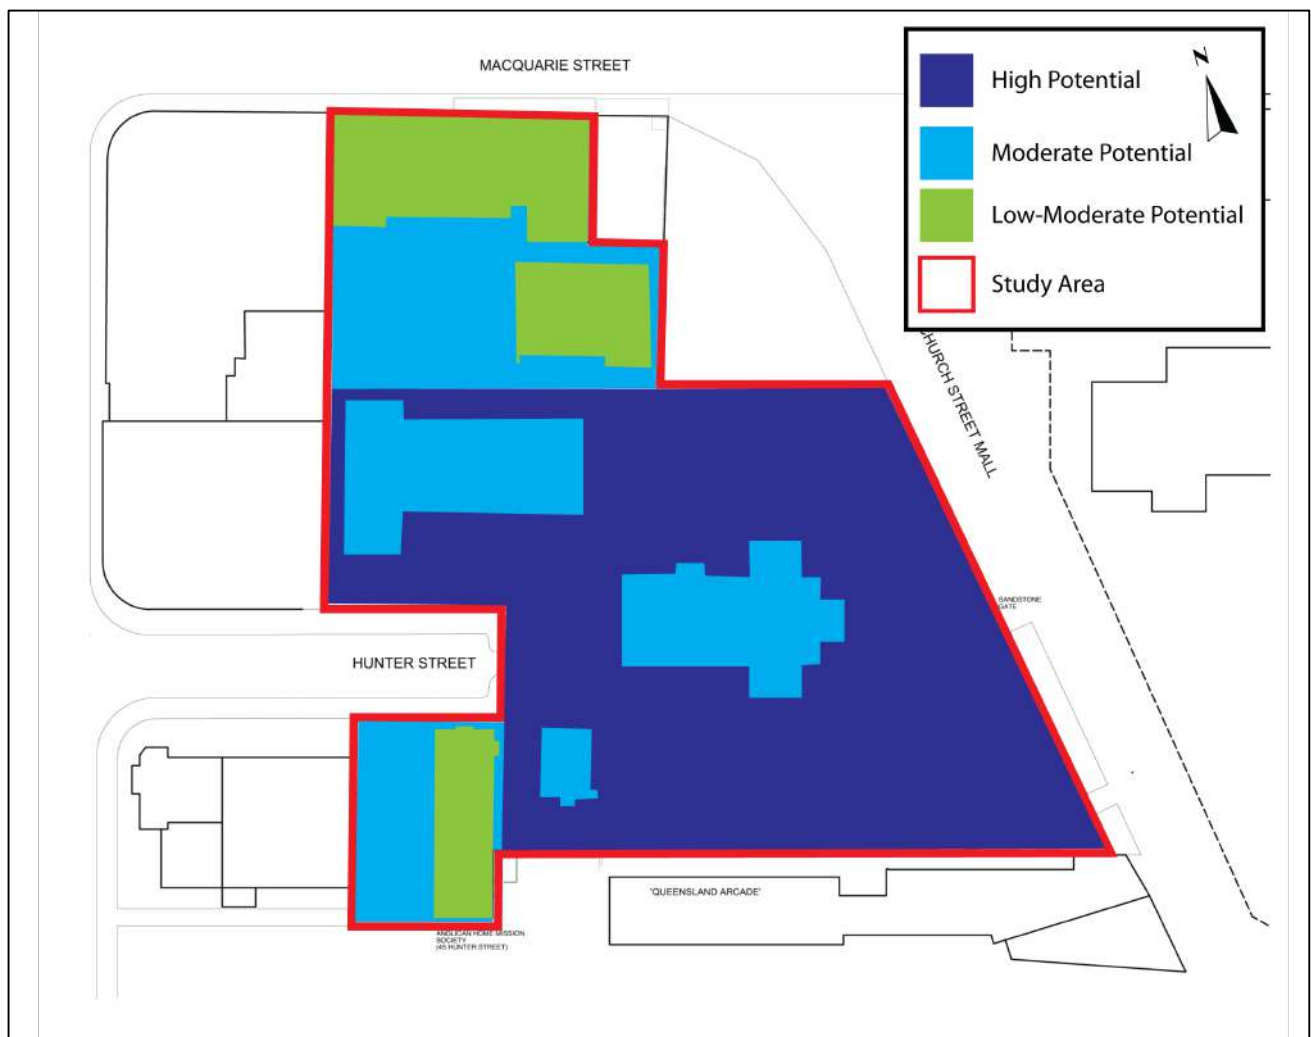 MACQUARIE STREET
N
High Potential
Moderate Potential
Low-Moderate Potential
Study Area
CHURCH STREET MALL
SANDSTONE
GATE
HUNTER STREET
'QUEENSLAND ARCADE'
ANGLICAN HOME MISSION
SOCIETY
(45 HUNTER STREET)